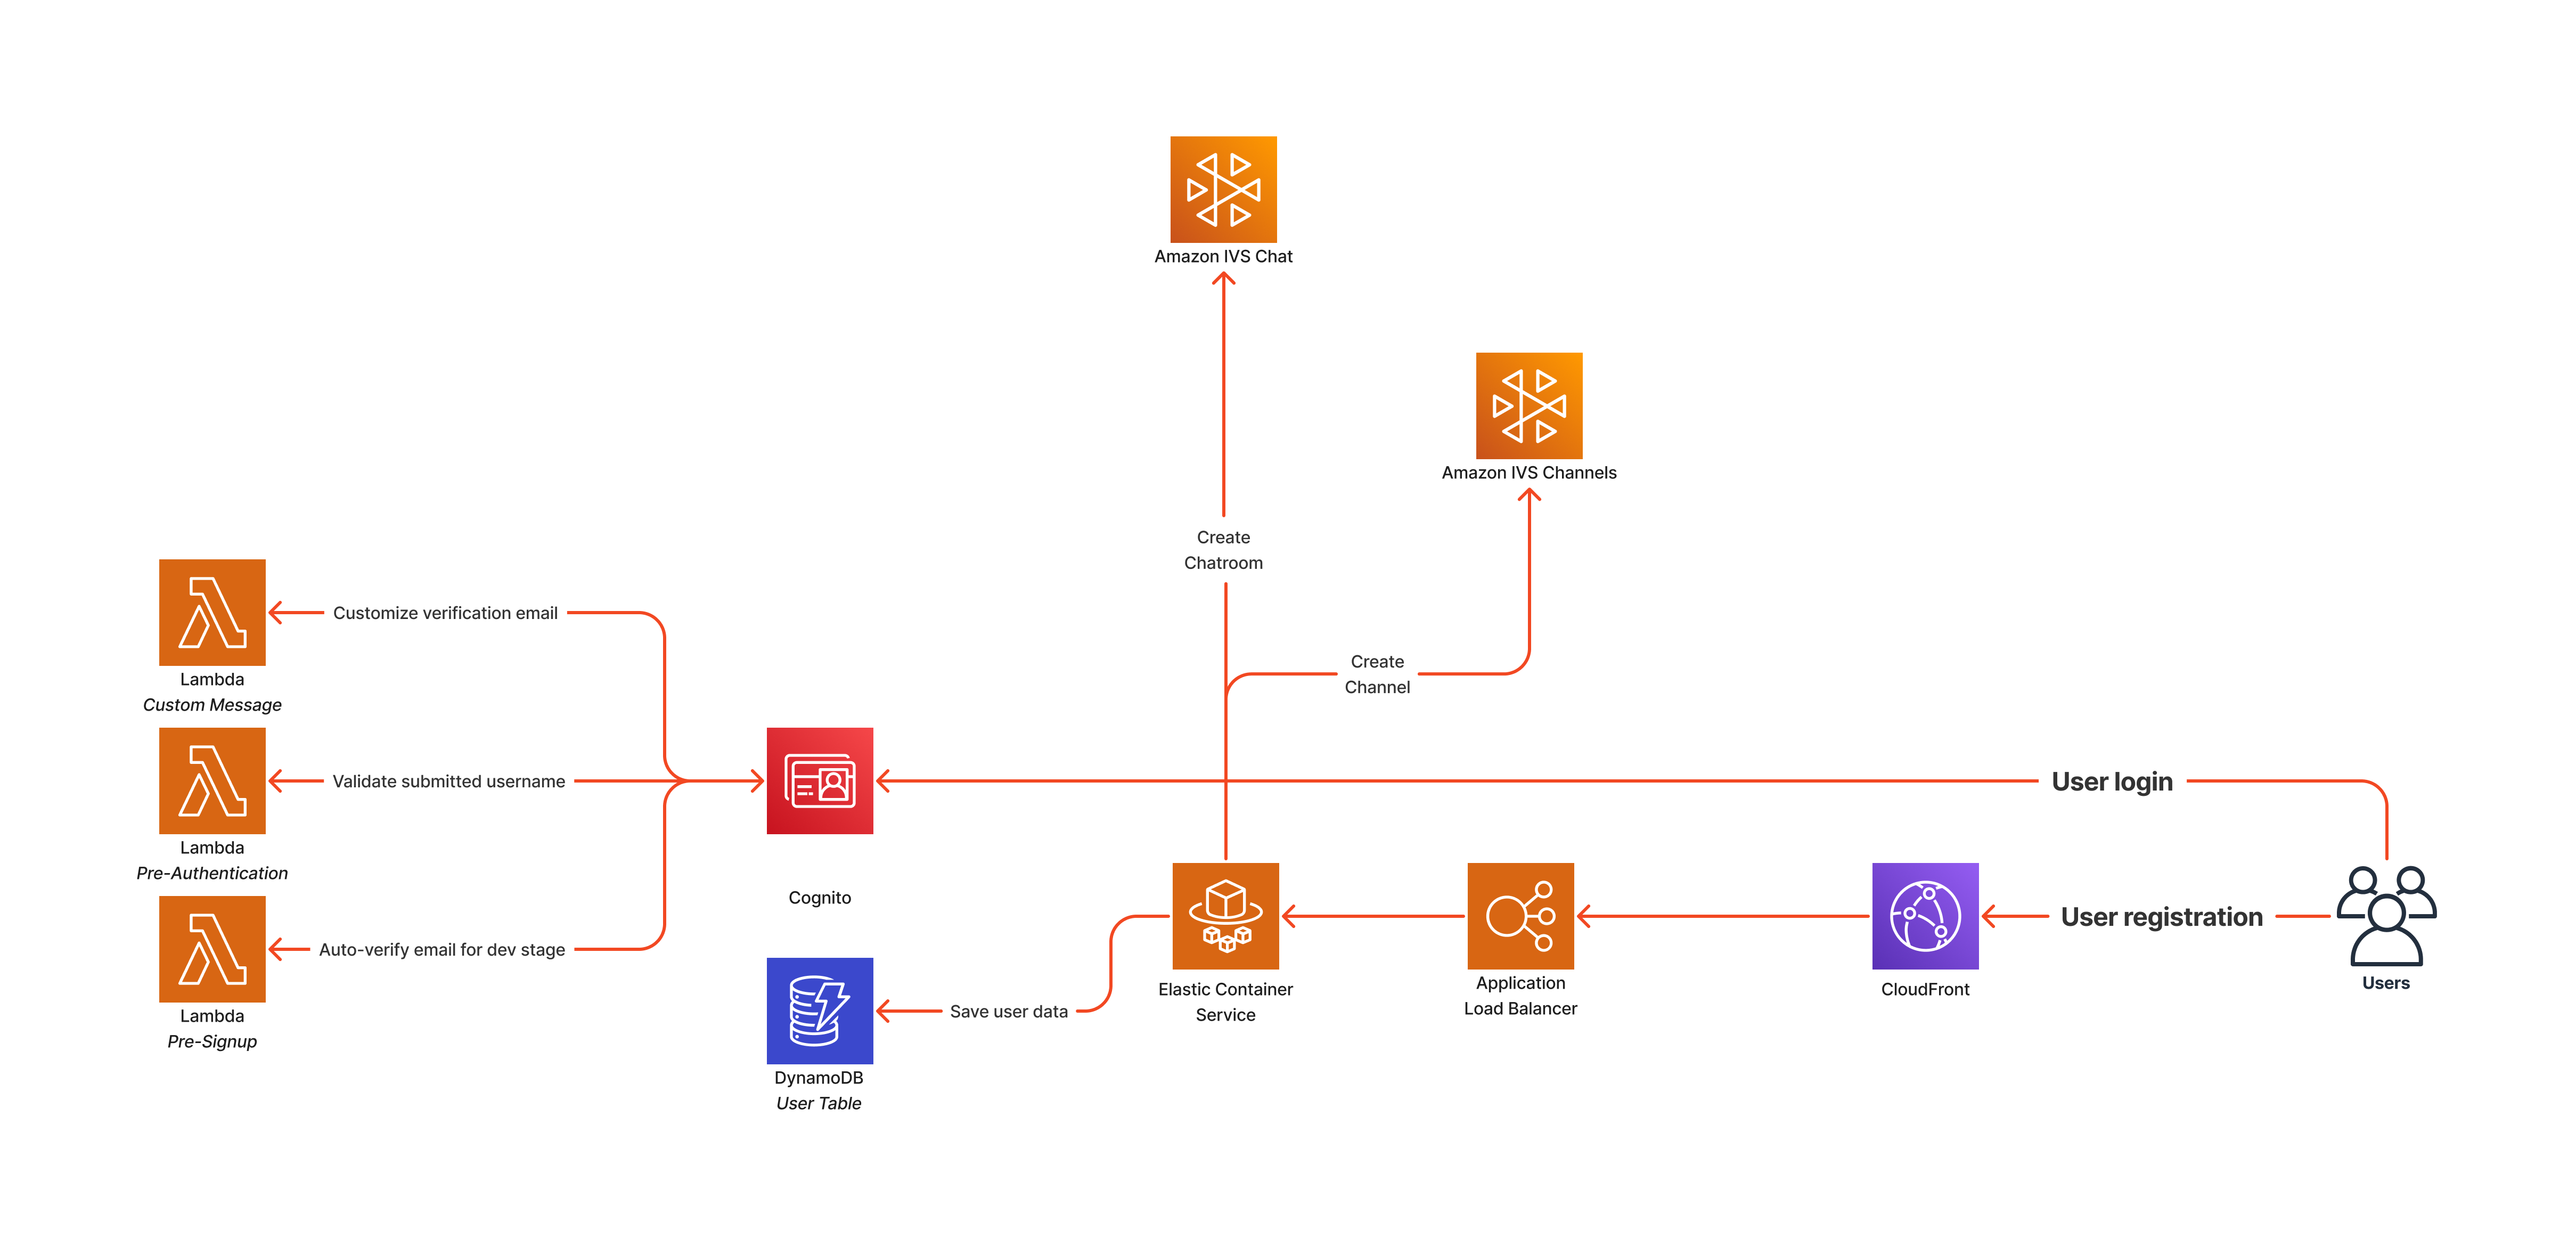 Amazon IVS Chat
Amazon IVS Channels
Create
Chatroom
Customize verification email
Lambda
Custom Message
Create
Channel
Validate submitted username
User login
Lambda
Pre-Authentication
Cognito
User registration
Auto-verify email for dev stage
Elastic Container
Service
Application
Load Balancer
CloudFront
Users
Save user data
Lambda
Pre-Signup
DynamoDB
User Table